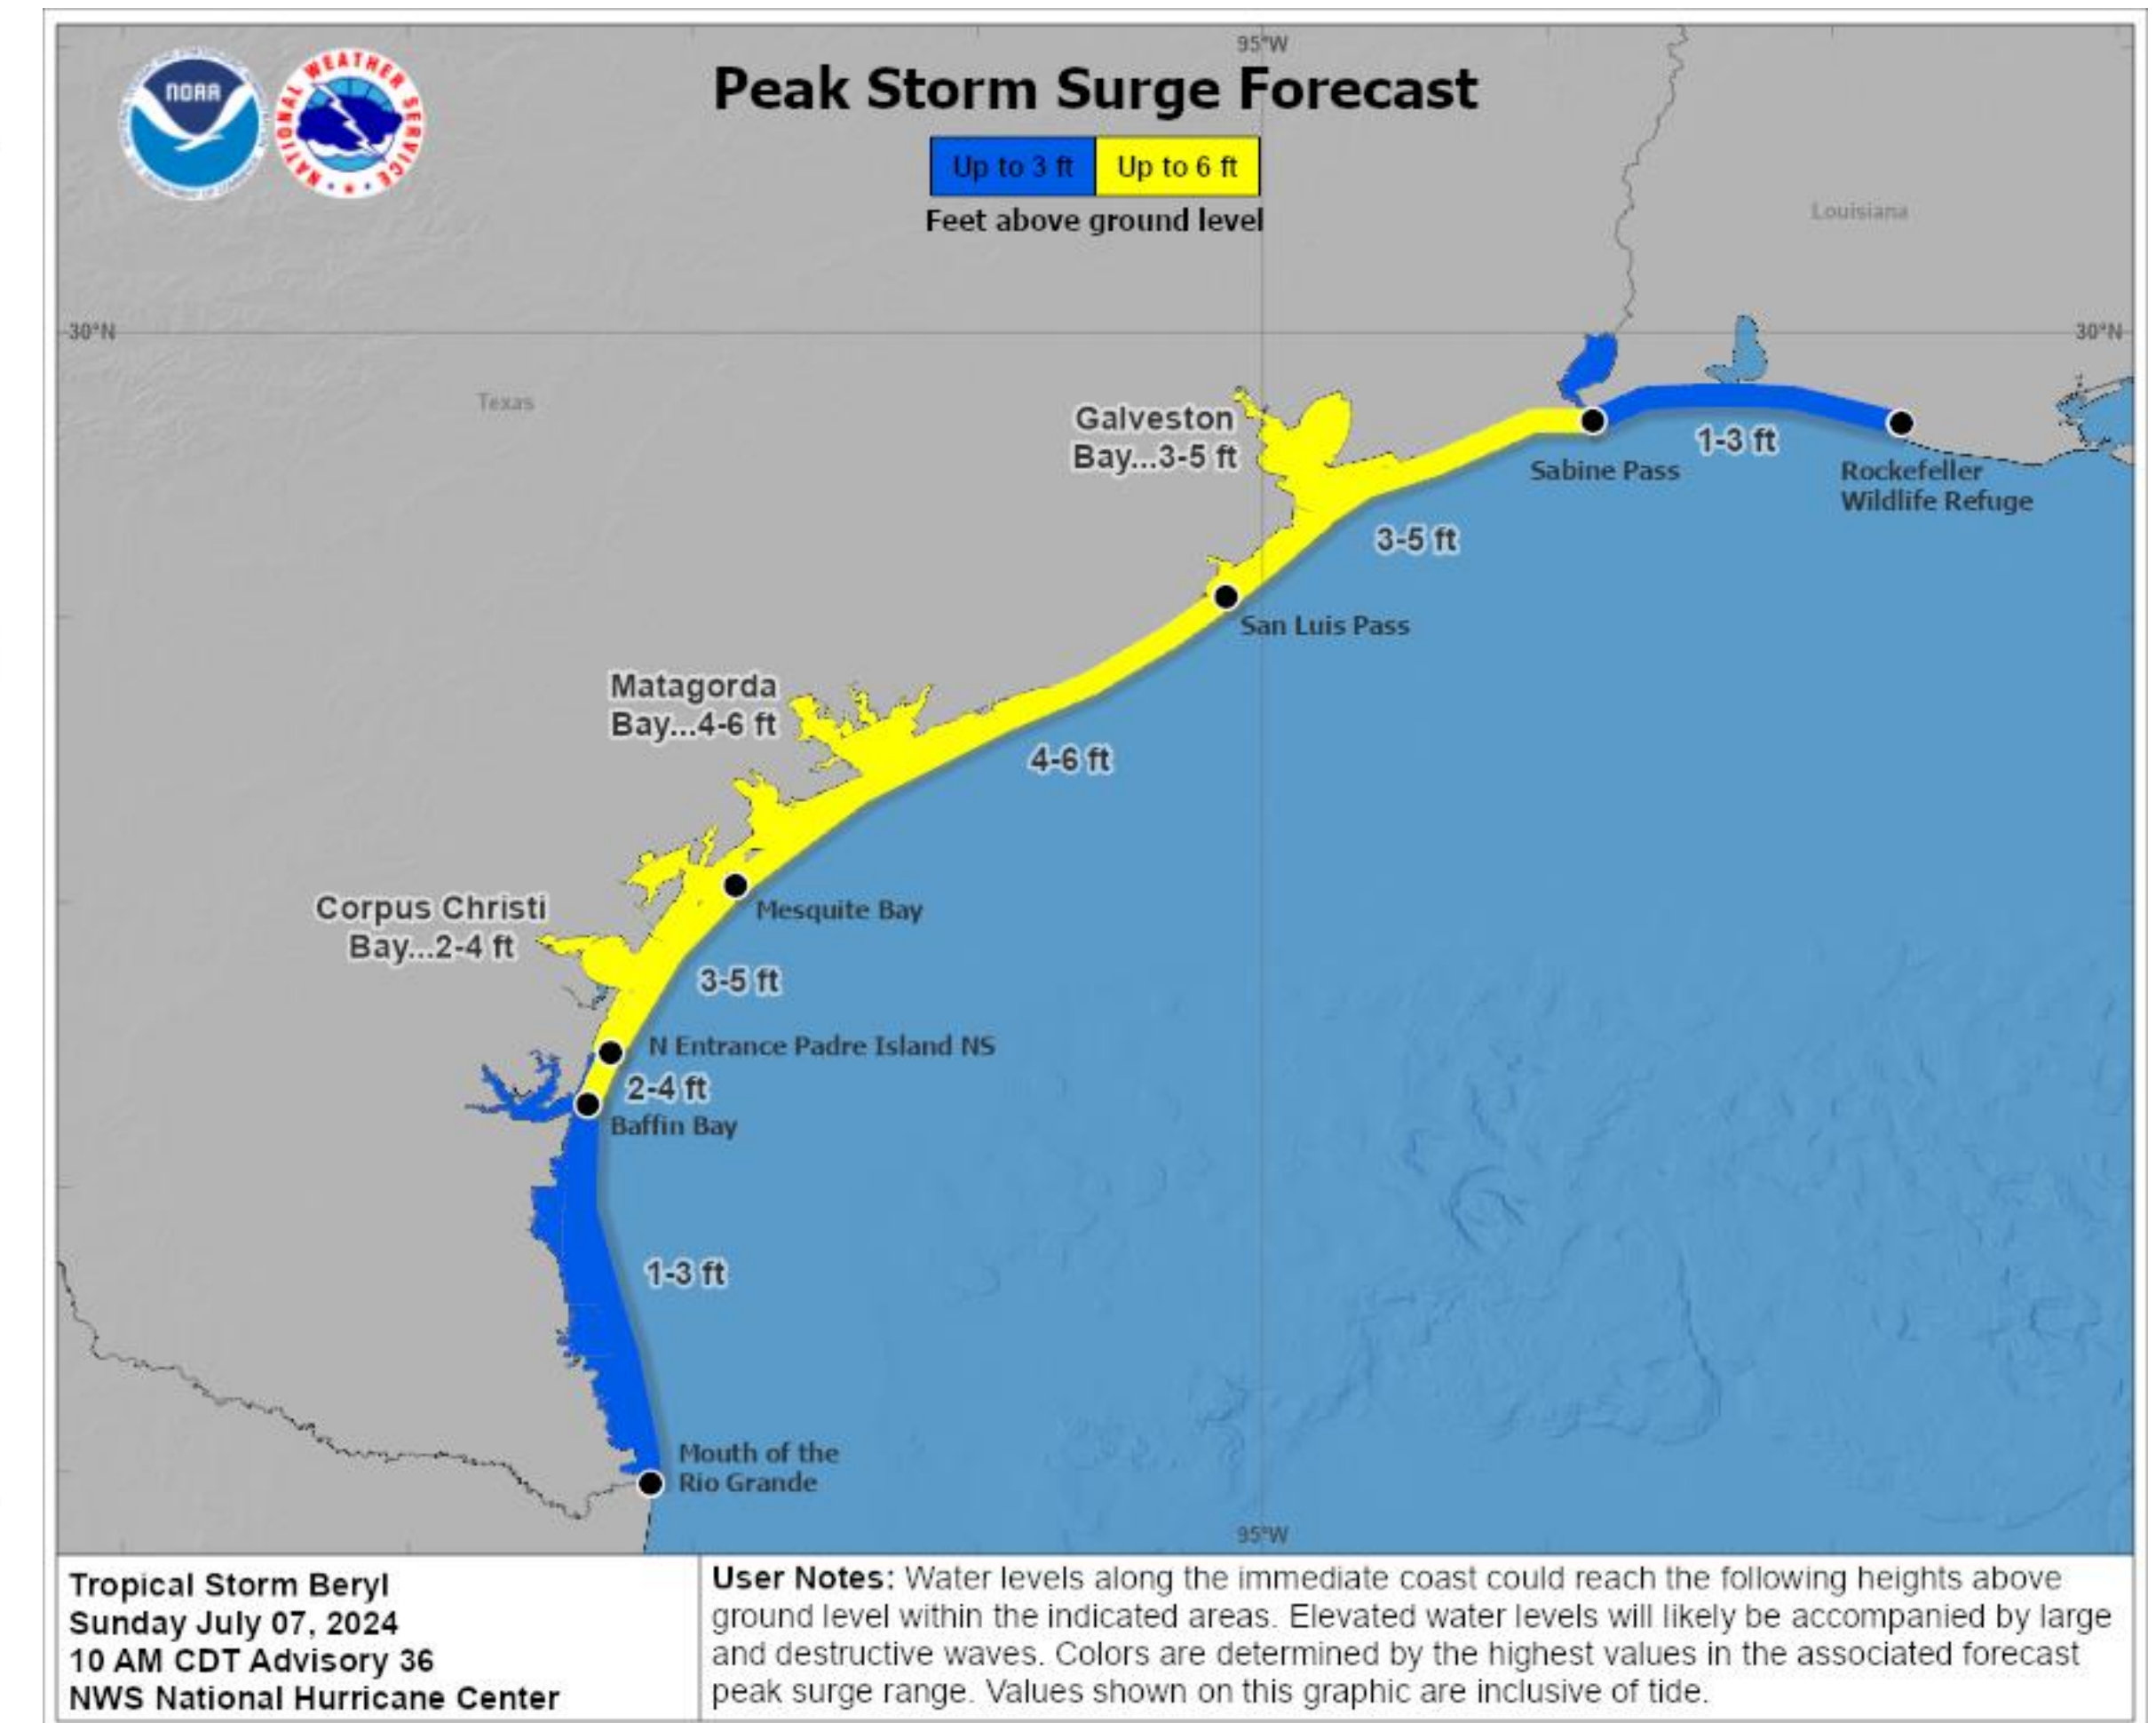 NOAA
NATIONAL WEATHER SERVICE
95°W
Peak Storm Surge Forecast
Up to 3 ft
Up to 6 ft
Feet above ground level
Louisiana
30°N
30°N
Texas
Galveston
Bay...3-5 ft
Sabine Pass
1-3 ft
Rockefeller
Wildlife Refuge
3-5 ft
San Luis Pass
Matagorda
Bay...4-6 ft
4-6 ft
Corpus Christi
Bay...2-4 ft
Mesquite Bay
3-5 ft
N Entrance Padre Island NS
2-4 ft
Baffin Bay
1-3 ft
Mouth of the
Rio Grande
95°W
Tropical Storm Beryl
Sunday July 07, 2024
10 AM CDT Advisory 36
NWS National Hurricane Center
User Notes: Water levels along the immediate coast could reach the following heights above
ground level within the indicated areas. Elevated water levels will likely be accompanied by large
and destructive waves. Colors are determined by the highest values in the associated forecast
peak surge range. Values shown on this graphic are inclusive of tide.